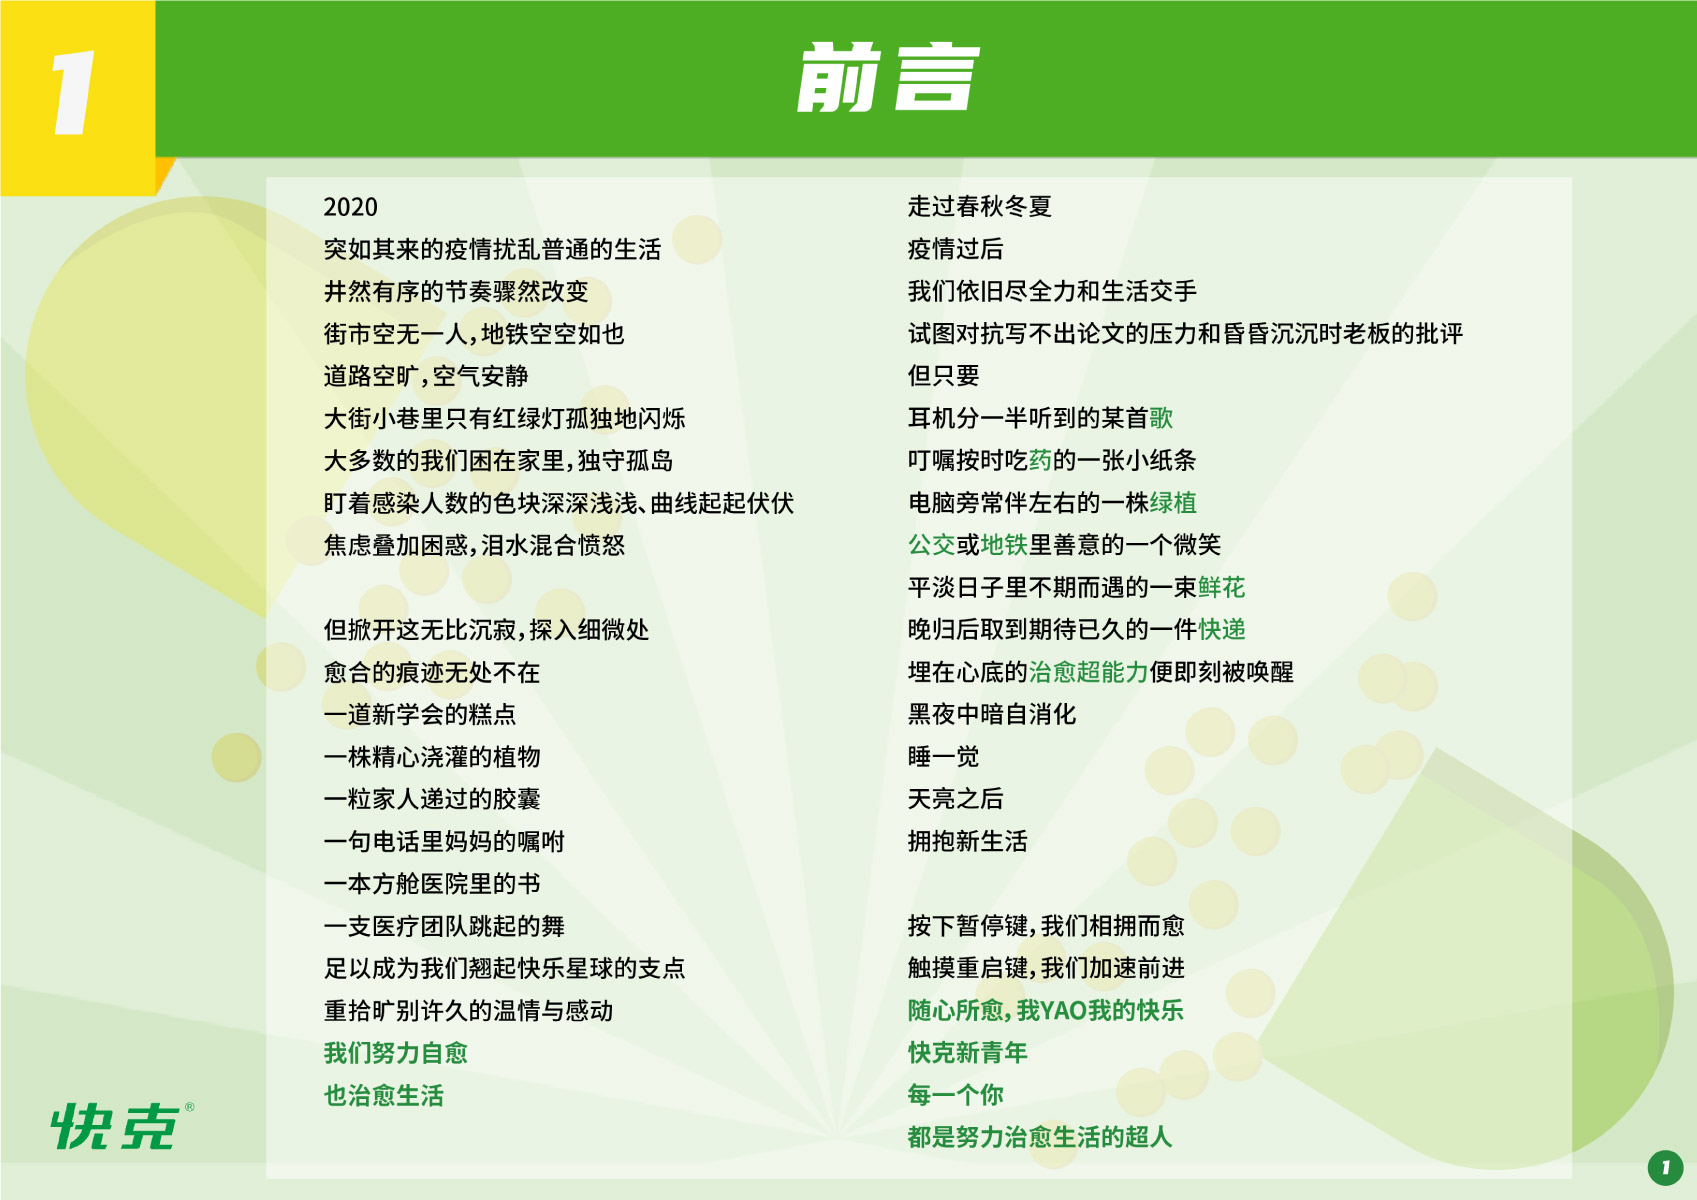 1
前言
2020
突如其来的疫情扰乱普通的生活
井然有序的节奏骤然改变
街市空无一人，地铁空空如也
道路空旷，空气安静
大街小巷里只有红绿灯孤独地闪烁
大多数的我们困在家里，独守孤岛
盯着感染人数的色块深深浅浅、曲线起起伏伏
焦虑叠加困惑，泪水混合愤怒
但掀开这无比沉寂，探入细微处
愈合的痕迹无处不在
一道新学会的糕点
一株精心浇灌的植物
一粒家人递过的胶囊
一句电话里妈妈的嘱咐
一本方舱医院里的书
一支医疗团队跳起的舞
足以成为我们翘起快乐星球的支点
重拾旷别许久的温情与感动
我们努力自愈
也治愈生活
走过春秋冬夏
疫情过后
我们依旧尽全力和生活交手
试图对抗写不出论文的压力和昏昏沉沉时老板的批评
但只要
耳机分一半听到的某首歌
叮嘱按时吃药的一张小纸条
电脑旁常伴左右的一株绿植
公交或地铁里善意的一个微笑
平淡日子里不期而遇的一束鲜花
晚归后取到期待已久的一件快递
埋在心底的治愈超能力便即刻被唤醒
黑夜中暗自消化
睡一觉
天亮之后
拥抱新生活
按下暂停键，我们相拥而愈
触摸重启键，我们加速前进
随心所愈，我YAO我的快乐
快克新青年
每一个你
都是努力治愈生活的超人
快克®
1